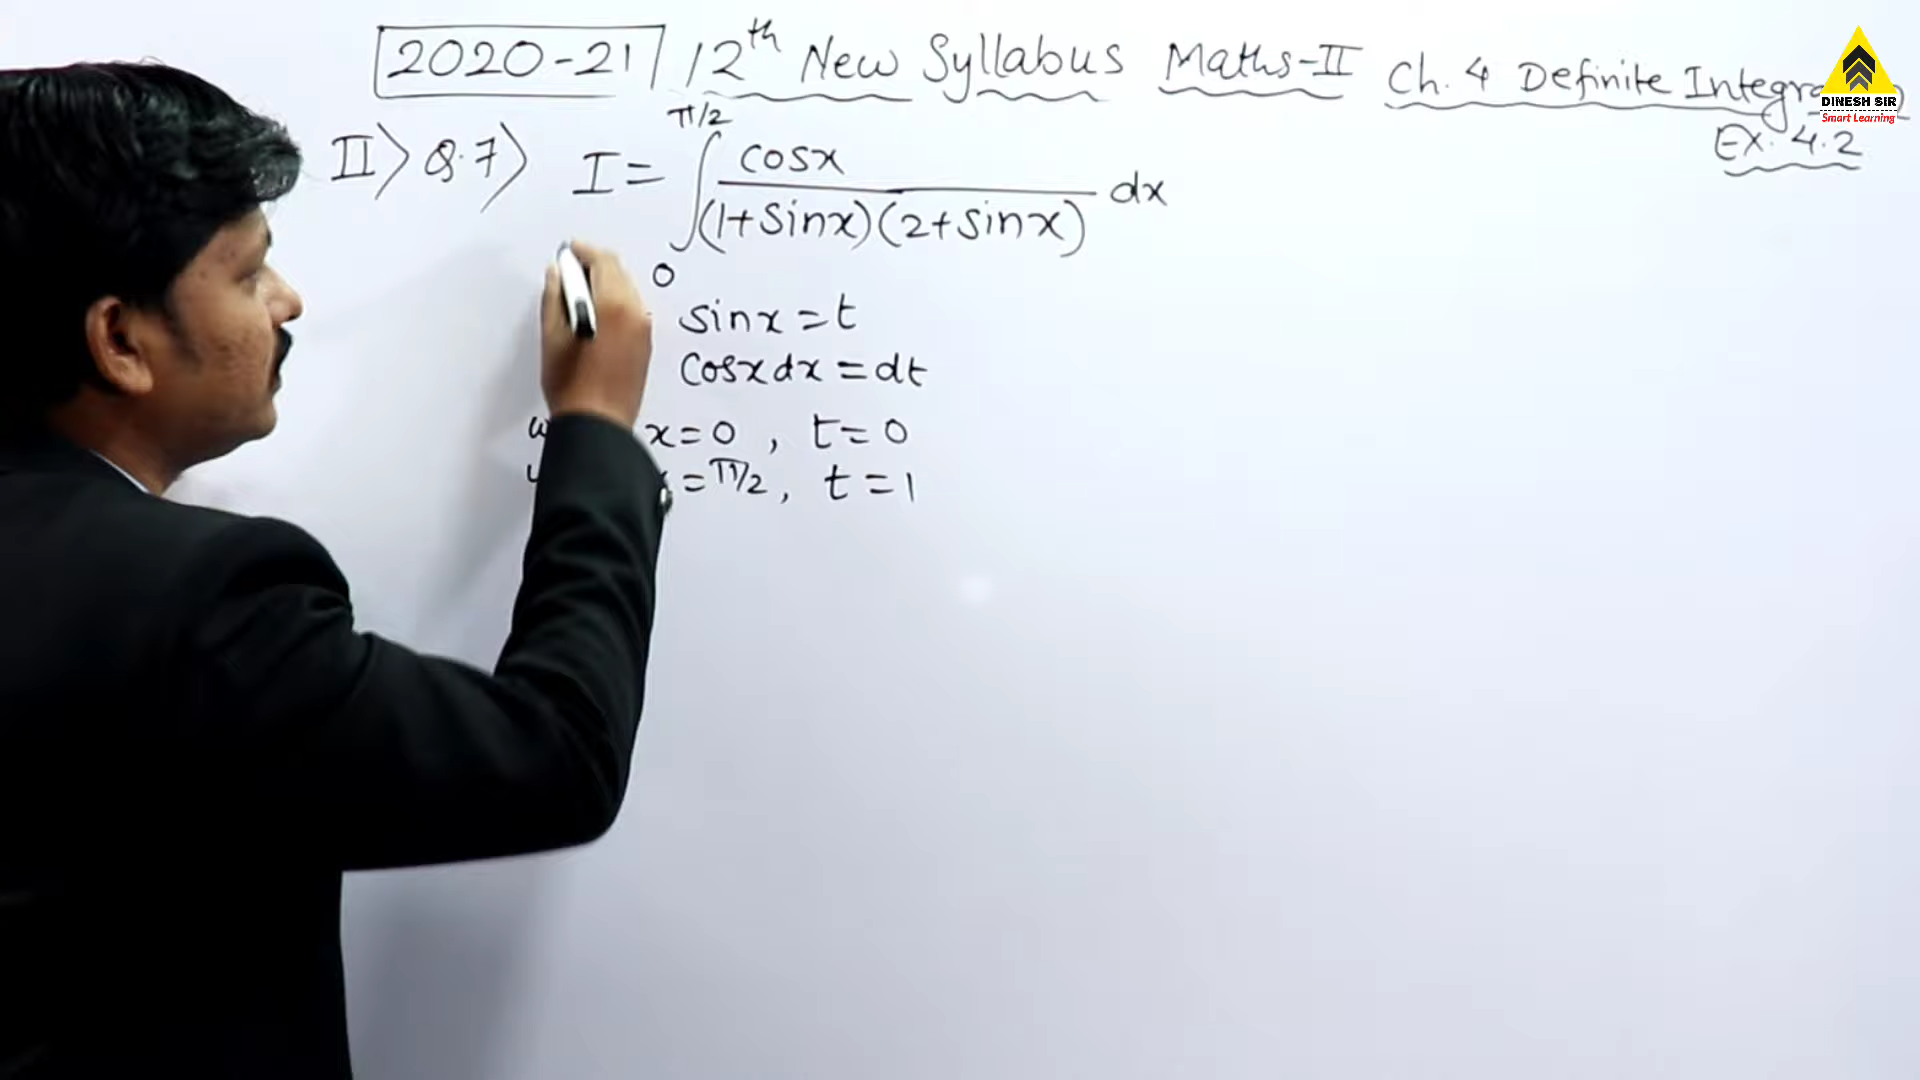 2020-21 12th New Syllabus Maths-II Ch. 4 Definite
DINESH SIR
Smart Learning
Ex. 4.2
II> Q.7> I = ∫₀^π/2 cosx / (1+sinx)(2+sinx) dx
sinx = t
cosx dx = dt
x = 0 , t = 0
= π/2 , t = 1